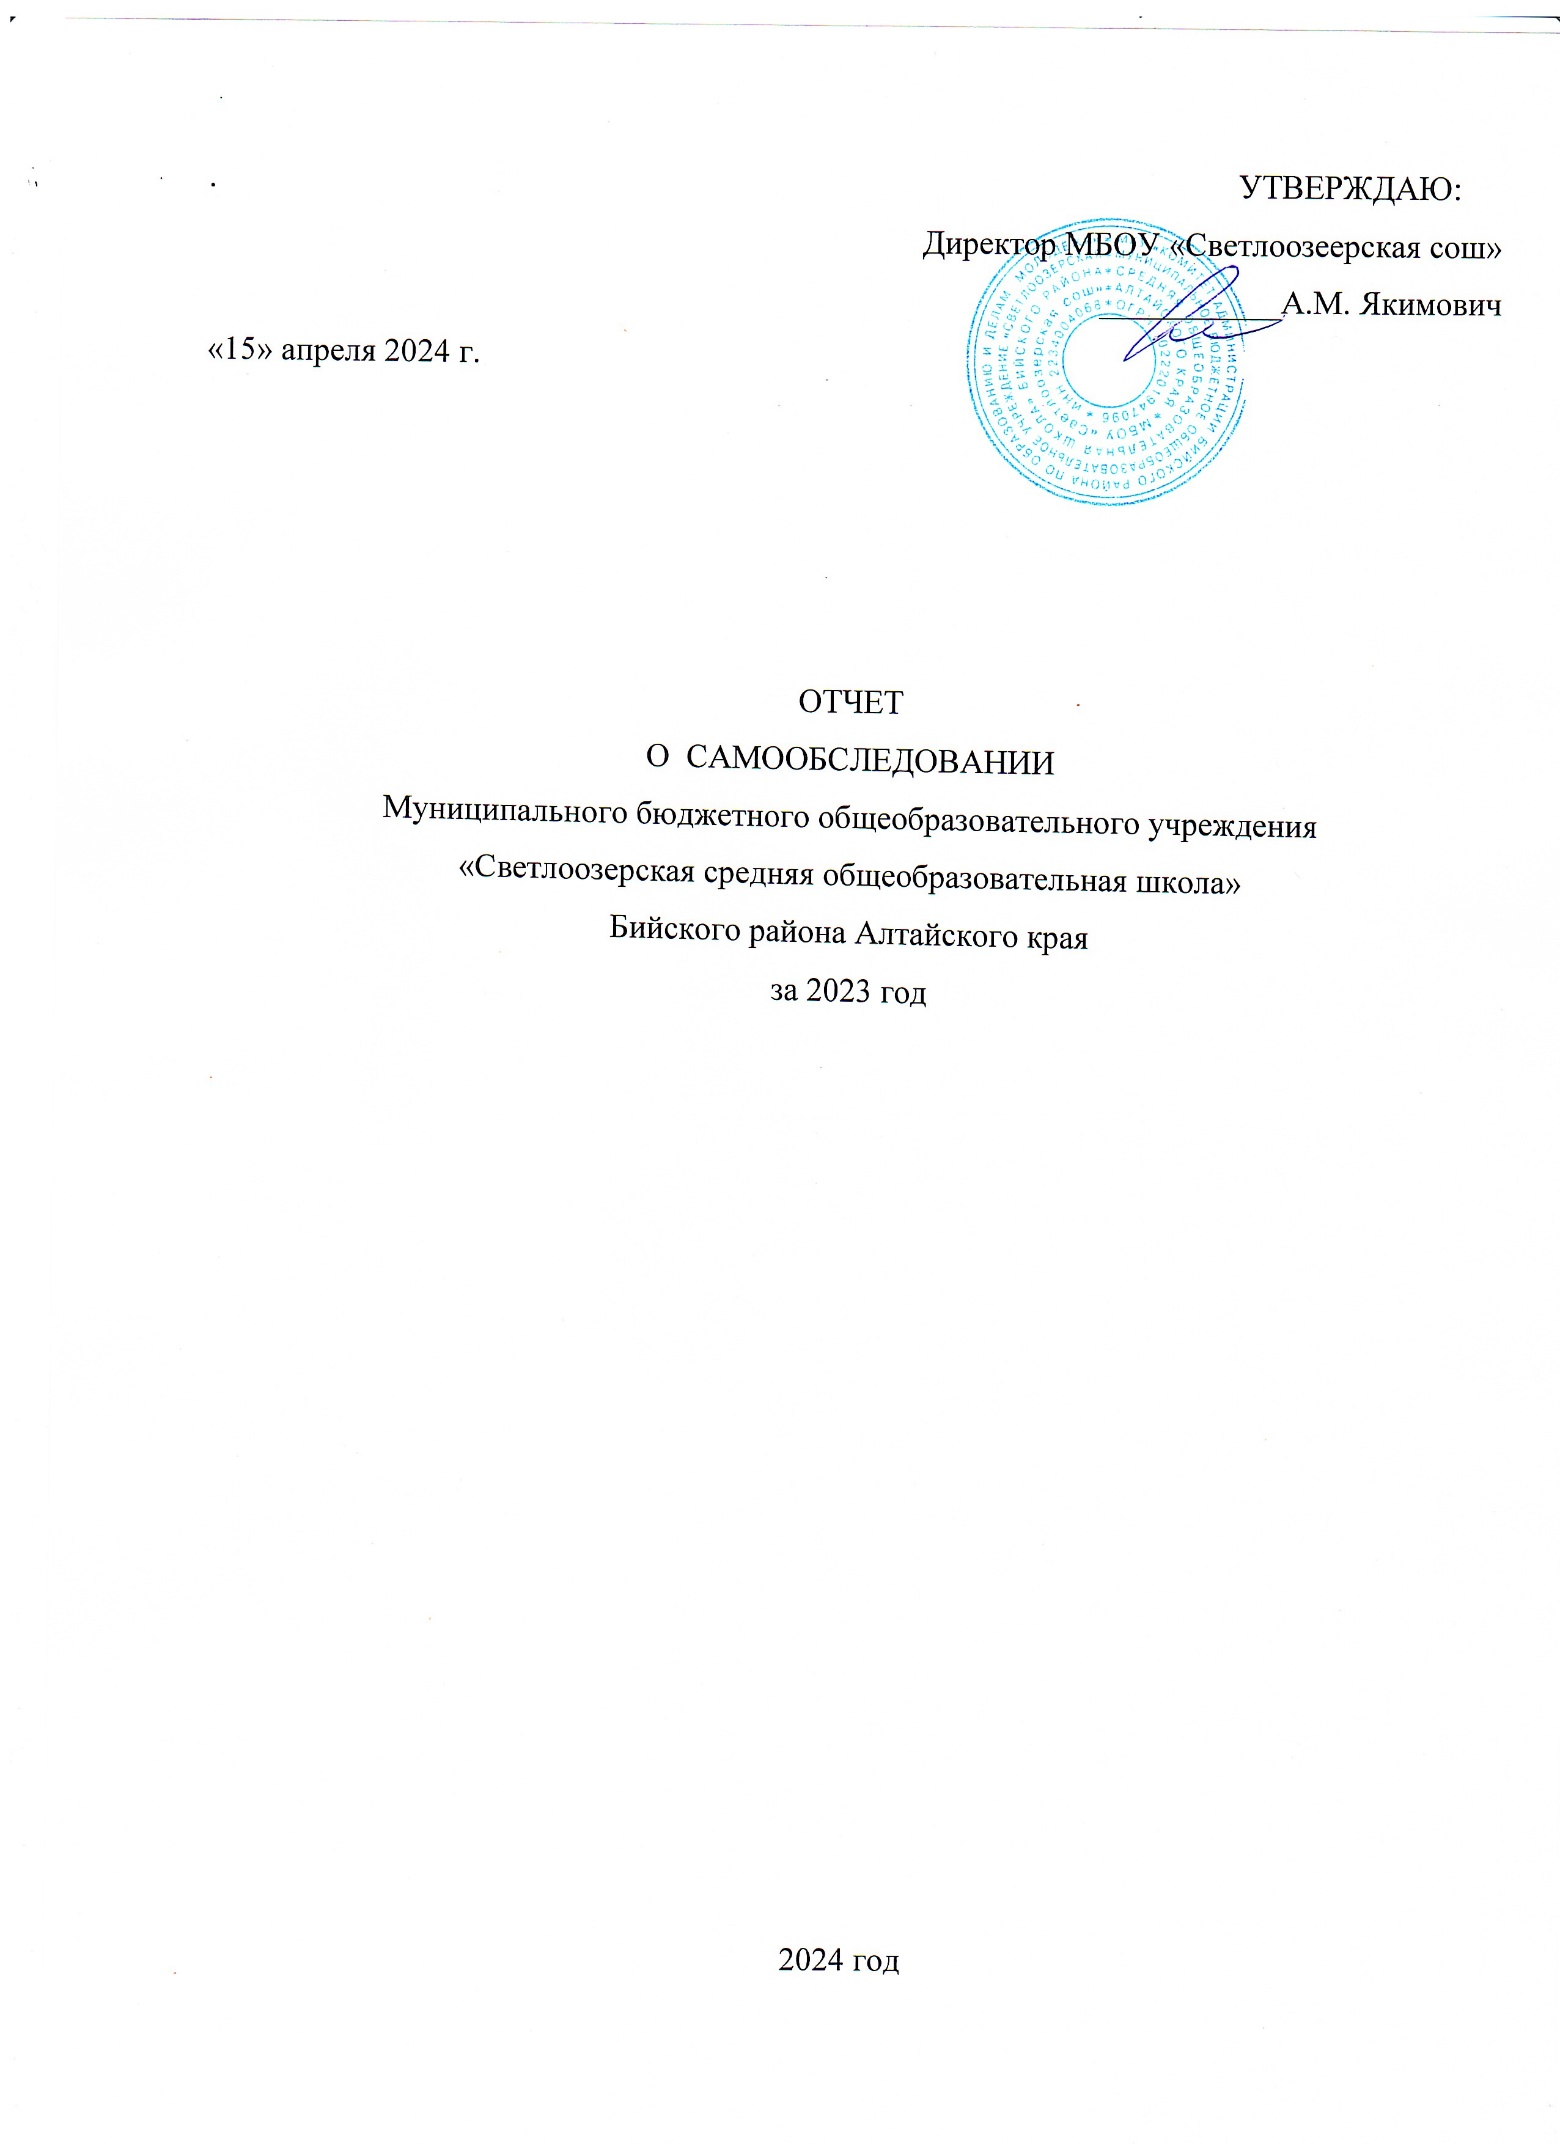 УТВЕРЖДАЮ:
Директор МБОУ «Светлоозеерская сош»
А.М. Якимович
«15» апреля 2024 г.
ОТЧЕТ
О САМООБСЛЕДОВАНИИ
Муниципального бюджетного общеобразовательного учреждения
«Светлоозерская средняя общеобразовательная школа»
Бийского района Алтайского края
за 2023 год
2024 год